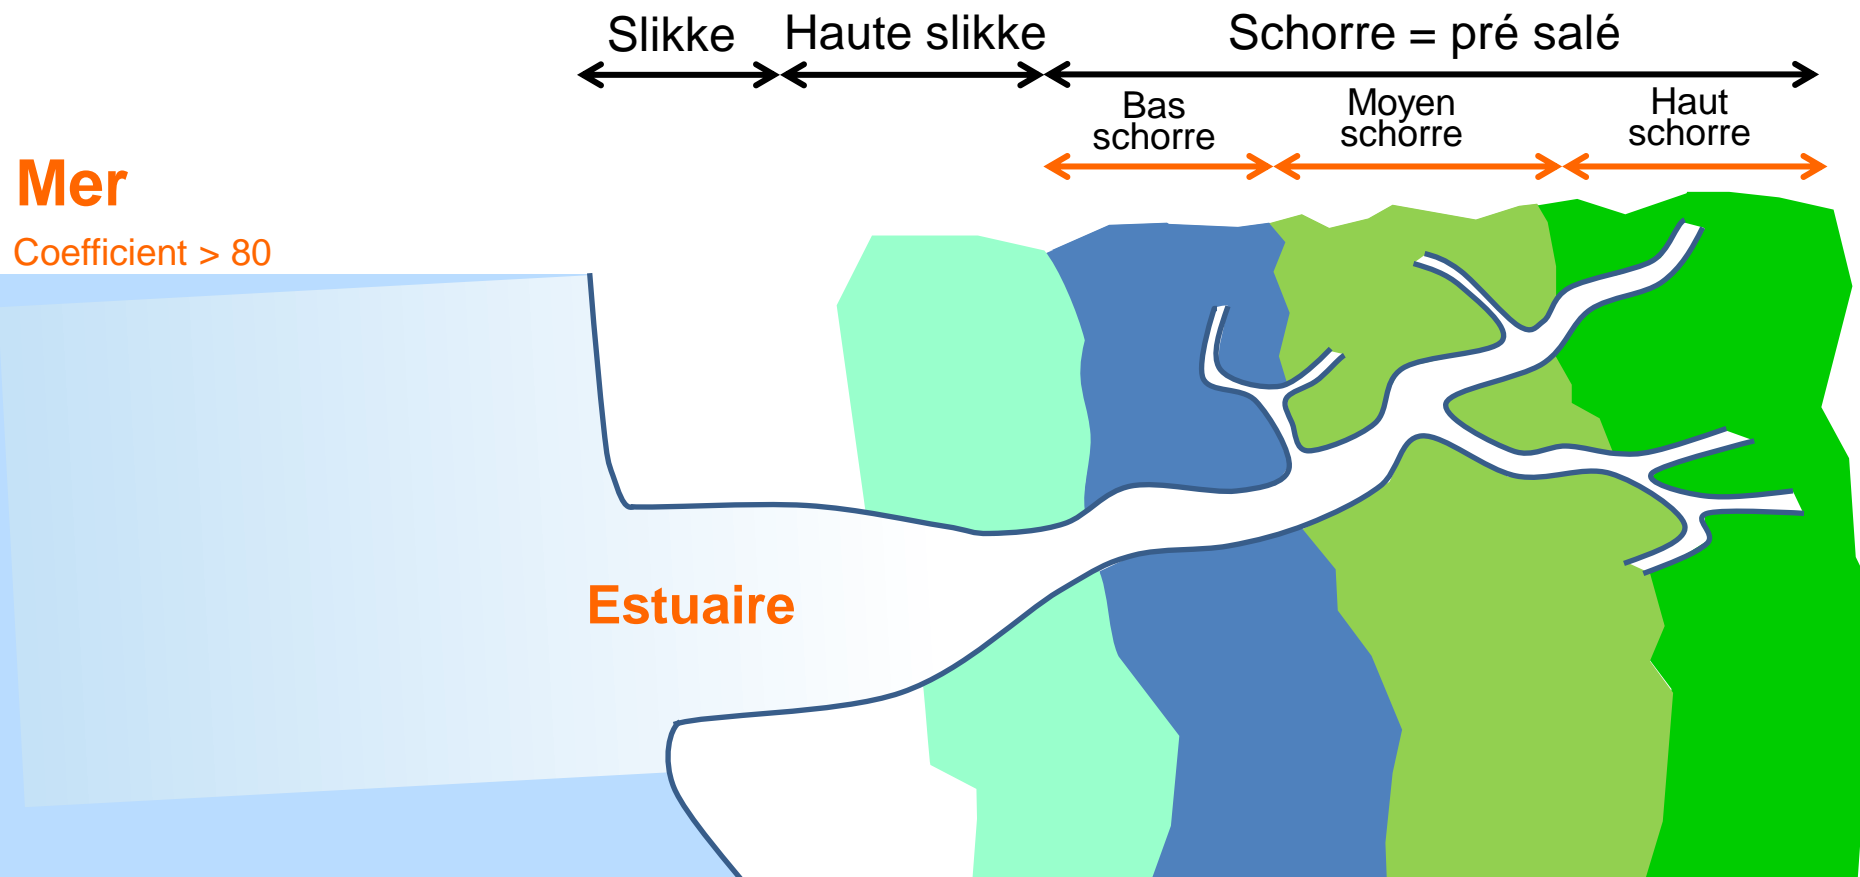 Slikke
Haute slikke
Schorre = pré salé
Bas
schorre
Moyen
schorre
Haut
schorre
Mer
Coefficient > 80
Estuaire